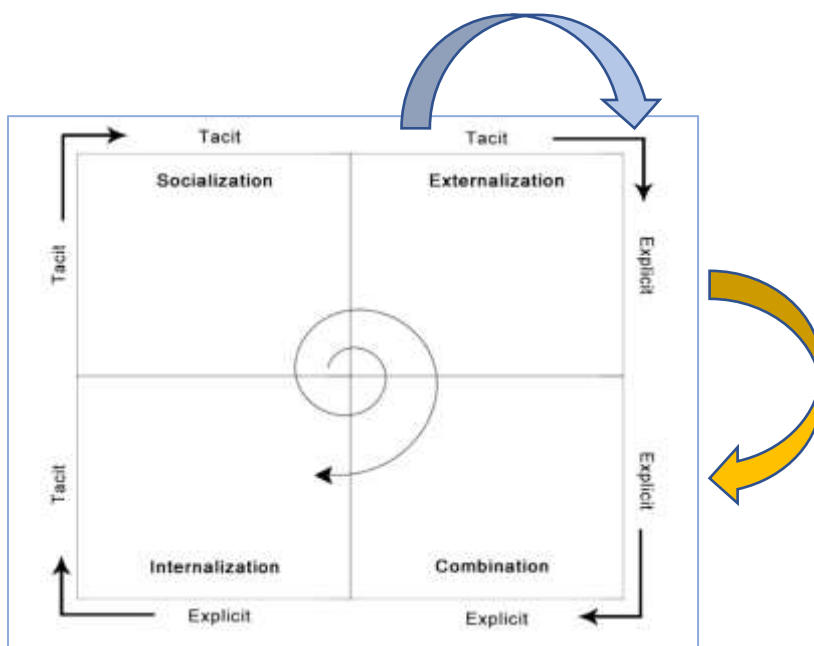 Tacit
Tacit
Socialization
Externalization
Tacit
Explicit
Tacit
Explicit
Internalization
Combination
Explicit
Explicit